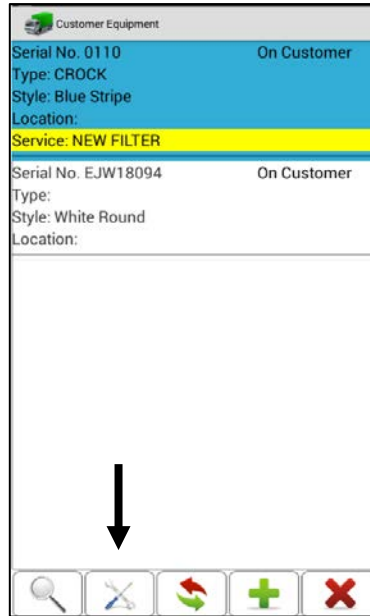 Customer Equipment
Serial No. 0110 On Customer
Type: CROCK
Style: Blue Stripe
Location:
Service: NEW FILTER
Serial No. EJW18094 On Customer
Type:
Style: White Round
Location: